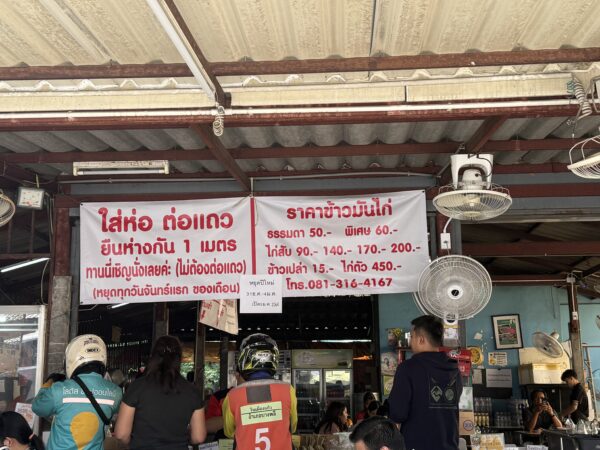 ใส่ห่อ ต่อแถว
ยืนห่างกัน 1 เมตร
ทานนี่เชิญนั่งเลยค่ะ (ไม่ต้องต่อแถว)
(หยุดทุกวันจันทร์แรก ของเดือน)
ราคาข้าวมันไก่
ธรรมดา 50.- พิเศษ 60.-
ไก่สับ 90.- 140.- 170.- 200.-
ข้าวเปล่า 15.- ไก่ตัว 450.-
โทร.081-316-4167
หยุดปีใหม่
5